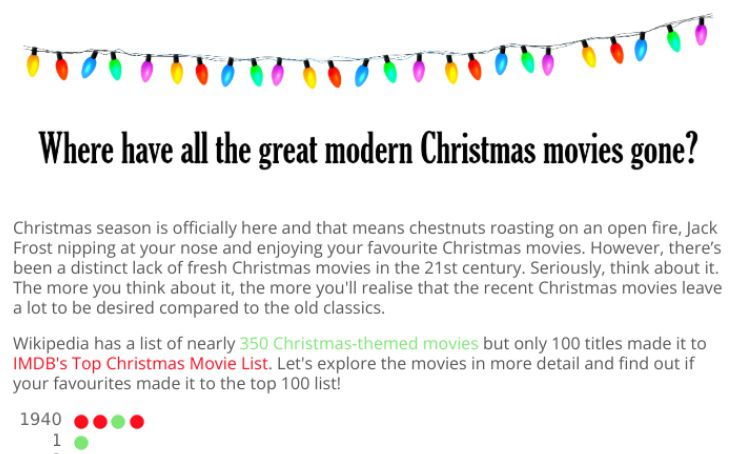 Where have all the great modern Christmas movies gone?
Christmas season is officially here and that means chestnuts roasting on an open fire, Jack
Frost nipping at your nose and enjoying your favourite Christmas movies. However, there’s
been a distinct lack of fresh Christmas movies in the 21st century. Seriously, think about it.
The more you think about it, the more you'll realise that the recent Christmas movies leave
a lot to be desired compared to the old classics.
Wikipedia has a list of nearly 350 Christmas-themed movies but only 100 titles made it to
IMDB's Top Christmas Movie List. Let's explore the movies in more detail and find out if
your favourites made it to the top 100 list!
1940
1